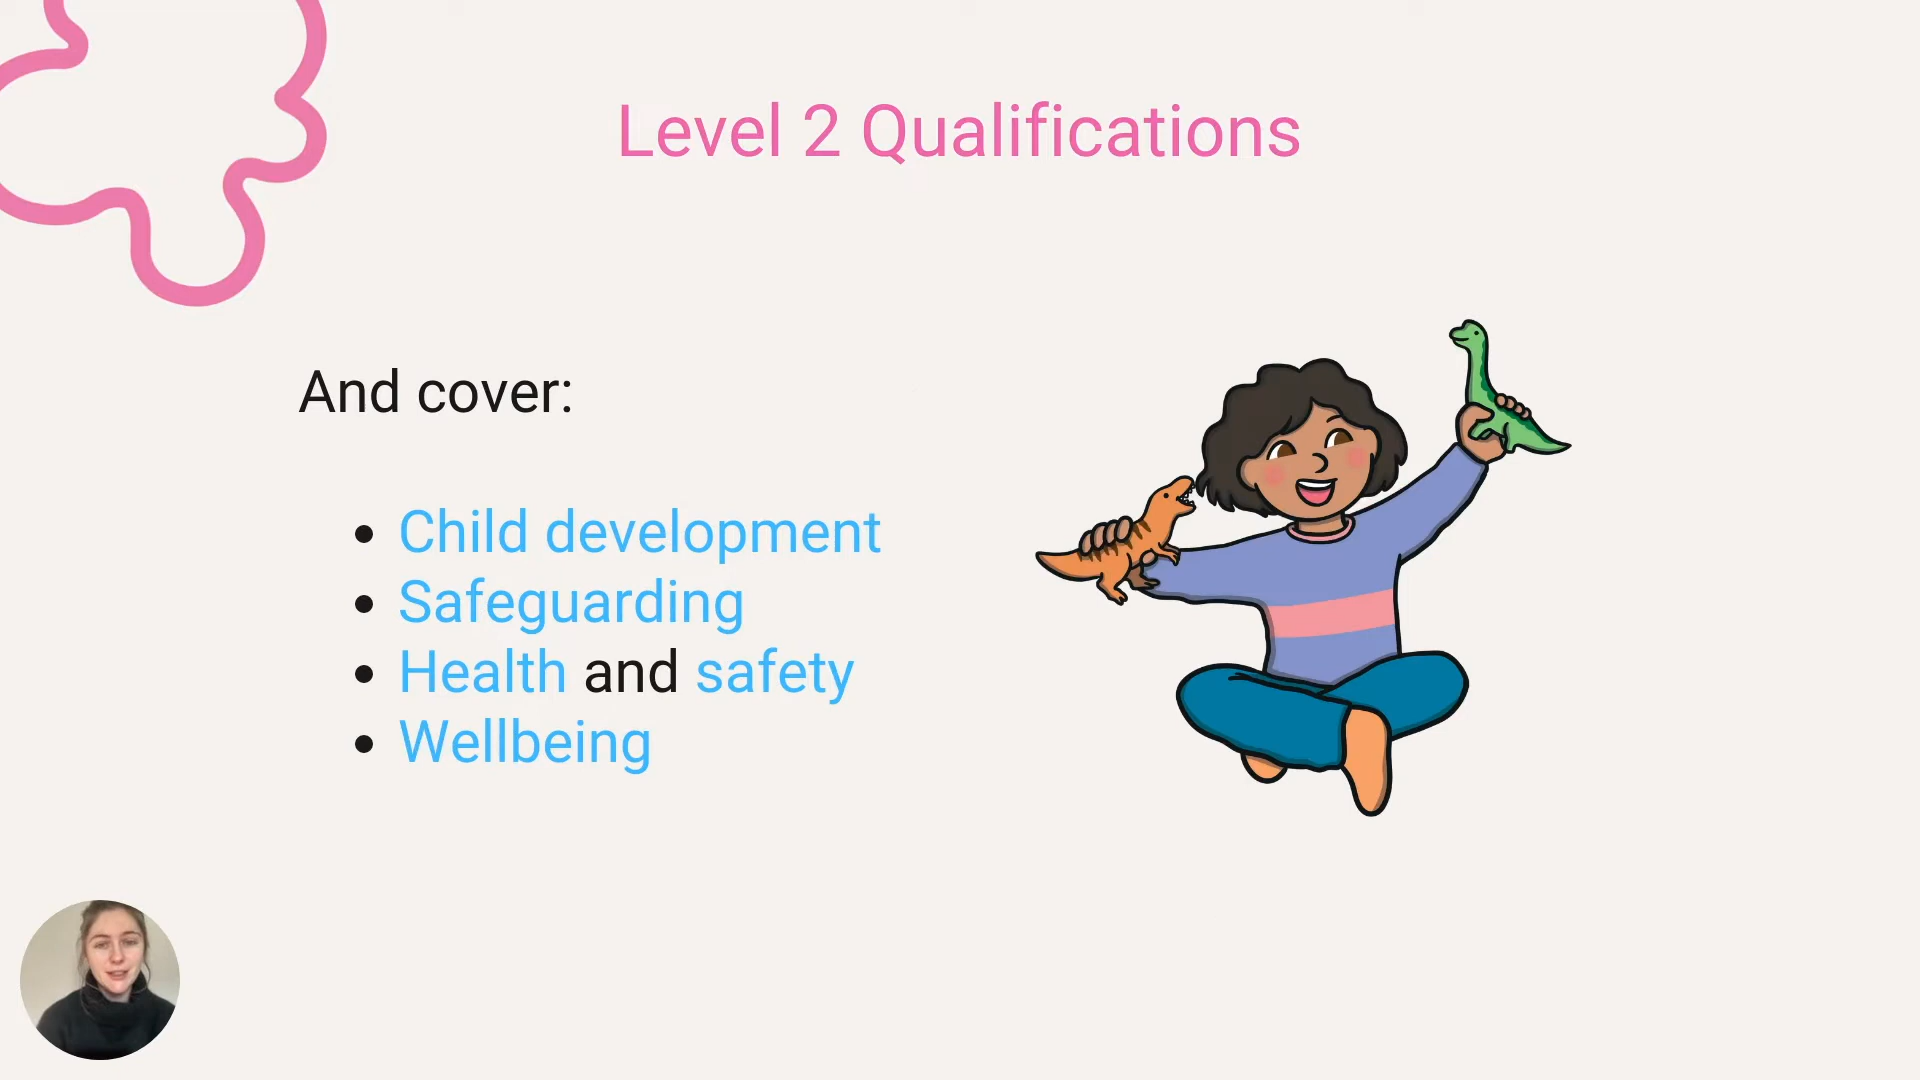 Level 2 Qualifications
And cover:
• Child development
• Safeguarding
• Health and safety
• Wellbeing